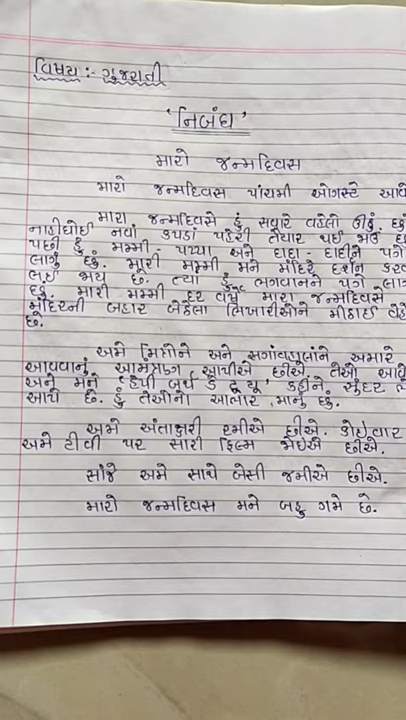 વિષય :- ગુજરાતી
'નિબંધ'
મારો જન્મદિવસ
મારો જન્મદિવસ પાંચમી ઓગસ્ટે આવે
મારા જન્મદિવસે હું સવારે વહેલો ઊઠું છું
નાહીધોઈ નવાં કપડાં પહેરી તૈયાર થઈ જાઉં છું
પછી હું મમ્મી - પપ્પા અને દાદા - દાદીને પગે
લાગું છું. મારી મમ્મી મને મંદિરે દર્શન કરવા
લઈ જાય છે. ત્યાં હું ભગવાનને પગે લાગું
છું. મારી મમ્મી દર વર્ષે મારા જન્મદિવસે
મંદિરની બહાર બેઠેલા ભિખારીઓને મીઠાઈ વહેં
છે.
અમે મિત્રોને અને સગાંવહાલાંને અમારે
આવવાનું આમંત્રણ આપીએ છીએ. તેઓ આવે
અને મને 'હેપી બર્થ ડે ટૂ યૂ' કહીને સુંદર ભે
આપે છે. હું તેઓનો આભાર માનું છું.
અમે અંતાક્ષરી રમીએ છીએ. કોઈવાર
અમે ટીવી પર સારી ફિલ્મ જોઈએ છીએ.
સાંજે અમે સાથે બેસી જમીએ છીએ.
મારો જન્મદિવસ મને બહુ ગમે છે.